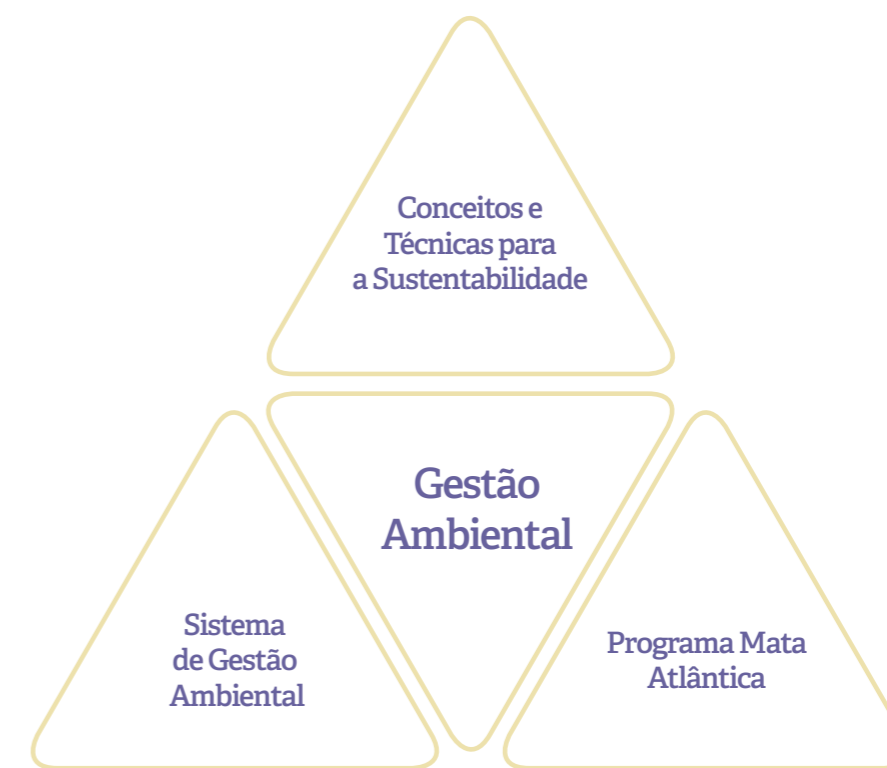 Conceitos e
Técnicas para
a Sustentabilidade
Gestão
Ambiental
Sistema
de Gestão
Ambiental
Programa Mata
Atlântica